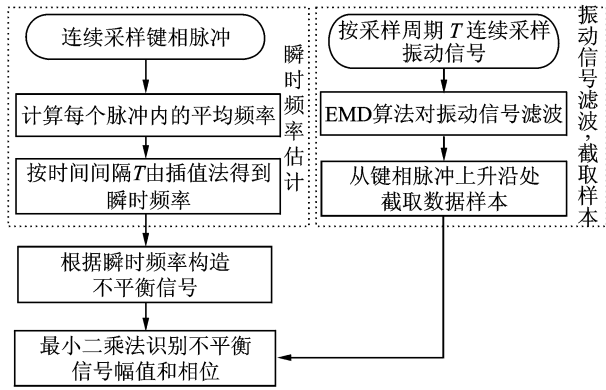 连续采样键相脉冲
计算每个脉冲内的平均频率
按时间间隔T由插值法得到
瞬时频率
瞬时频率估计
按采样周期 T 连续采样
振动信号
EMD算法对振动信号滤波
从键相脉冲上升沿处
截取数据样本
振动信号滤波,截取样本
根据瞬时频率构造
不平衡信号
最小二乘法识别不平衡
信号幅值和相位